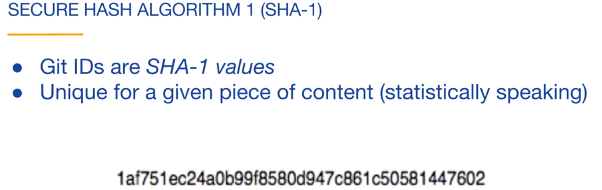 SECURE HASH ALGORITHM 1 (SHA-1)
● Git IDs are SHA-1 values
● Unique for a given piece of content (statistically speaking)
1af751ec24a0b99f8580d947c861c50581447602